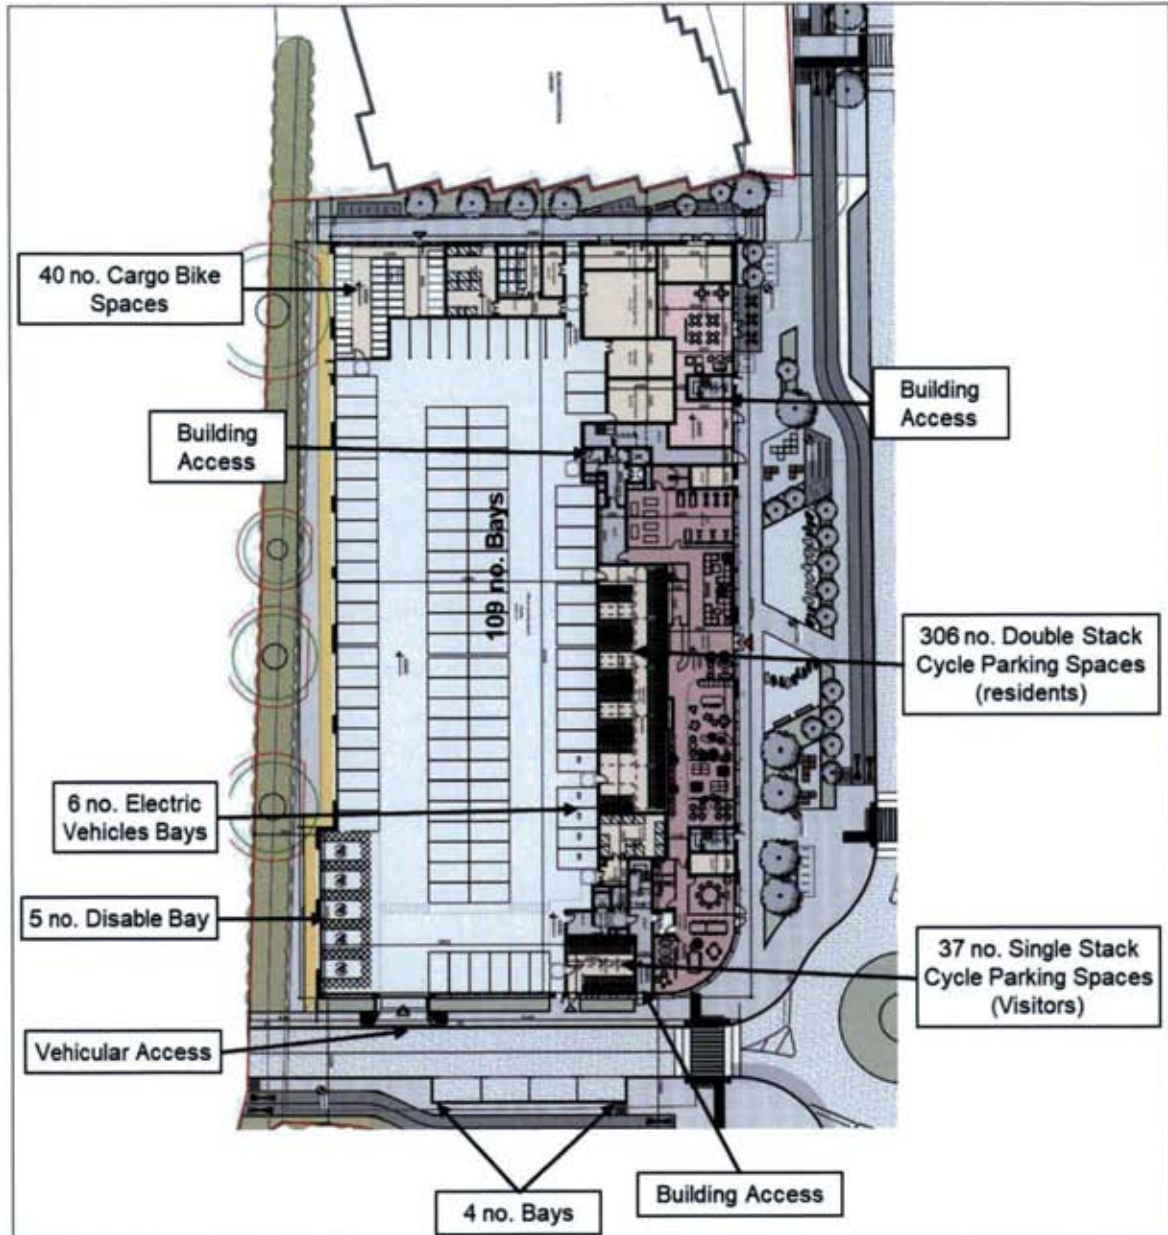 40 no. Cargo Bike
Spaces
Building
Access
Building
Access
109 no. Bays
306 no. Double Stack
Cycle Parking Spaces
(residents)
6 no. Electric
Vehicles Bays
5 no. Disable Bay
37 no. Single Stack
Cycle Parking Spaces
(Visitors)
Vehicular Access
Building Access
4 no. Bays